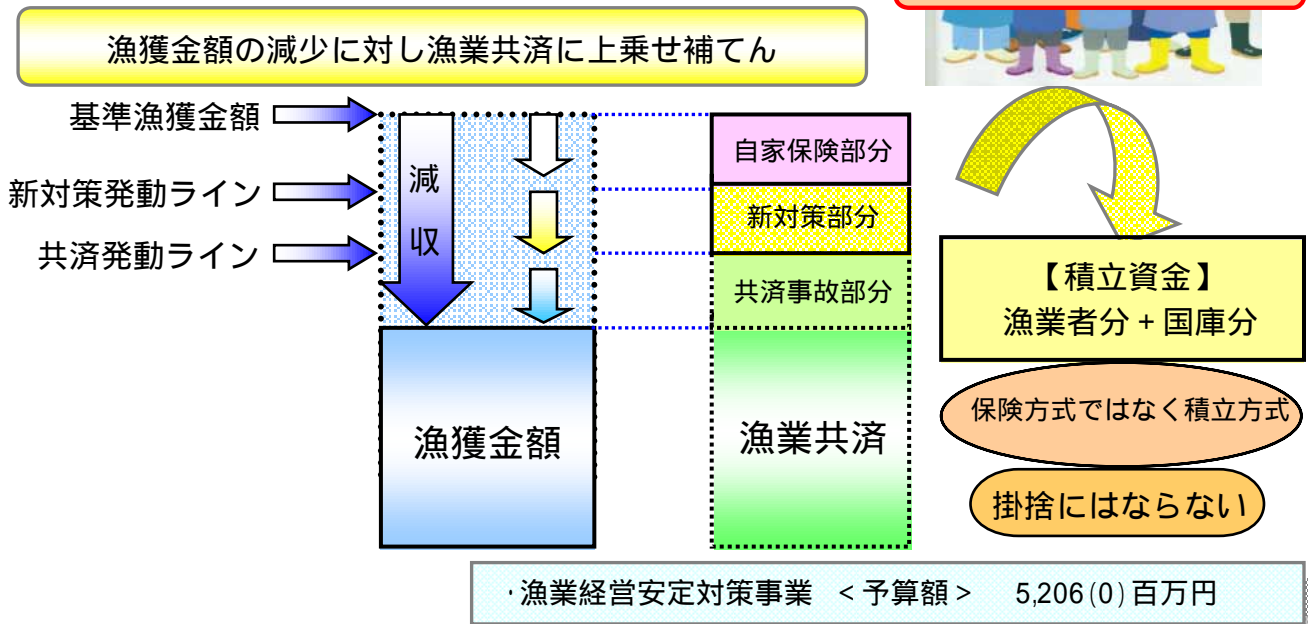 漁獲金額の減少に対し漁業共済に上乗せ補てん
基準漁獲金額
新対策発動ライン
共済発動ライン
減
収
漁獲金額
自家保険部分
新対策部分
共済事故部分
漁業共済
【積立資金】
漁業者分+国庫分
保険方式ではなく積立方式
掛捨にはならない
・漁業経営安定対策事業 <予算額> 5,206(0)百万円